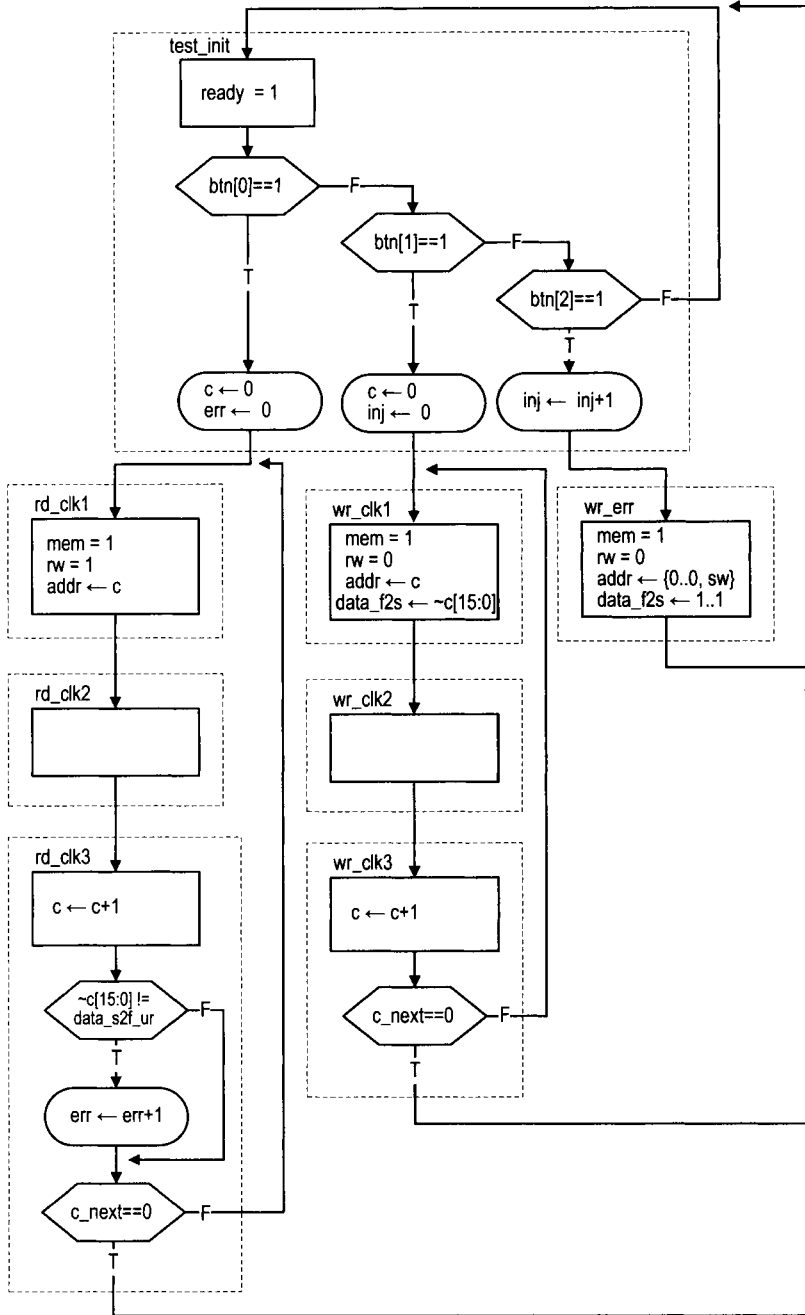 test_init
ready = 1
btn[0]==1
F
T
btn[1]==1
F
T
btn[2]==1
F
T
c ← 0
err ← 0
c ← 0
inj ← 0
inj ← inj+1
rd_clk1
mem = 1
rw = 1
addr ← c
wr_clk1
mem = 1
rw = 0
addr ← c
data_f2s ← ~c[15:0]
wr_err
mem = 1
rw = 0
addr ← {0..0, sw}
data_f2s ← 1..1
rd_clk2
wr_clk2
rd_clk3
c ← c+1
~c[15:0] !=
data_s2f_ur
F
T
err ← err+1
c_next==0
F
T
wr_clk3
c ← c+1
c_next==0
F
T